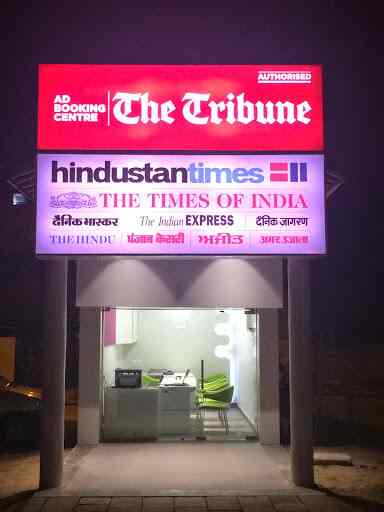 AUTHORISED
AD BOOKING CENTRE The Tribune
hindustantimes
THE TIMES OF INDIA
दैनिक भास्कर The Indian EXPRESS दैनिक जागरण
THE HINDU पंजाब केसरी ਅਜੀਤ अमर उजाला